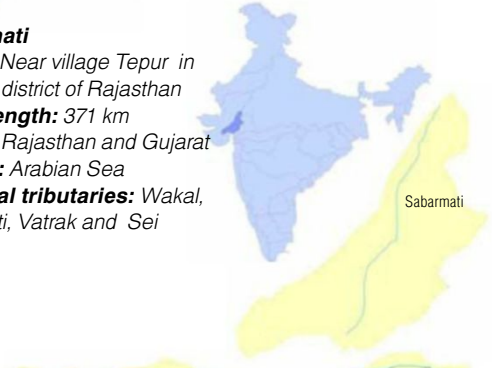 nati
Near village Tepur in
district of Rajasthan
ength: 371 km
Rajasthan and Gujarat
: Arabian Sea
al tributaries: Wakal,
ti, Vatrak and Sei
Sabarmati